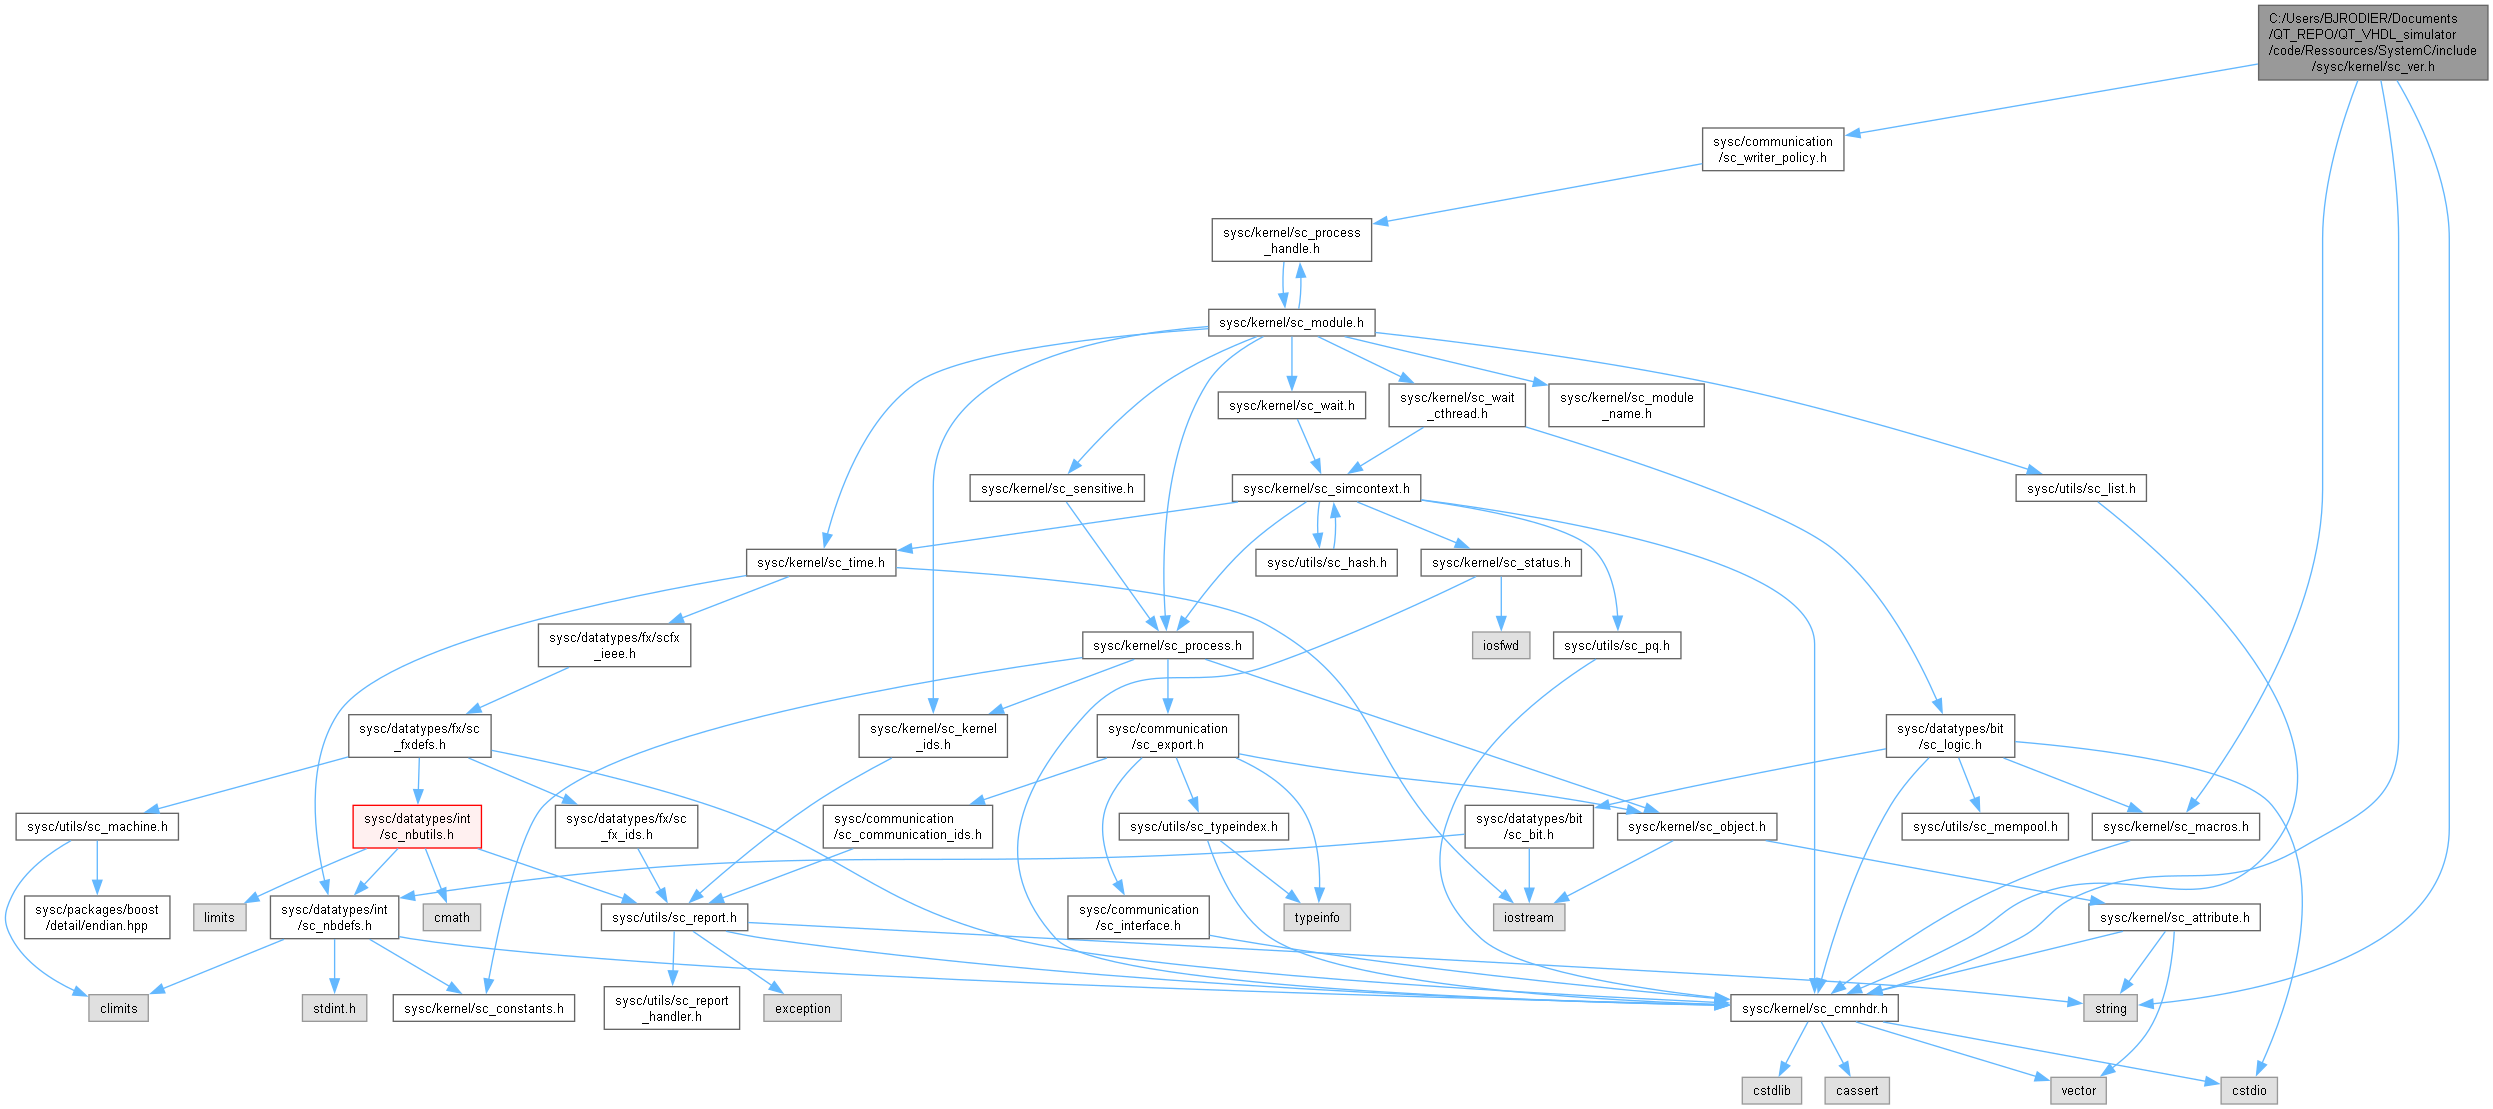 C:/Users/BJRODIER/Documents
/QT_REPO/QT_VHDL_simulator
/code/Ressources/SystemC/include
/sysc/kernel/sc_ver.h
sysc/communication
/sc_writer_policy.h
sysc/kernel/sc_process
_handle.h
sysc/kernel/sc_module.h
sysc/kernel/sc_wait.h
sysc/kernel/sc_wait
_cthread.h
sysc/kernel/sc_module
_name.h
sysc/kernel/sc_sensitive.h
sysc/kernel/sc_simcontext.h
sysc/utils/sc_list.h
sysc/kernel/sc_time.h
sysc/utils/sc_hash.h
sysc/kernel/sc_status.h
sysc/datatypes/fx/scfx
_ieee.h
sysc/kernel/sc_process.h
iosfwd
sysc/utils/sc_pq.h
sysc/datatypes/fx/sc
_fxdefs.h
sysc/kernel/sc_kernel
_ids.h
sysc/communication
/sc_export.h
sysc/datatypes/bit
/sc_logic.h
sysc/utils/sc_machine.h
sysc/datatypes/int
/sc_nbutils.h
sysc/datatypes/fx/sc
_fx_ids.h
sysc/communication
/sc_communication_ids.h
sysc/utils/sc_typeindex.h
sysc/datatypes/bit
/sc_bit.h
sysc/kernel/sc_object.h
sysc/utils/sc_mempool.h
sysc/kernel/sc_macros.h
sysc/packages/boost
/detail/endian.hpp
limits
sysc/datatypes/int
/sc_nbdefs.h
cmath
sysc/utils/sc_report.h
sysc/communication
/sc_interface.h
typeinfo
iostream
sysc/kernel/sc_attribute.h
climits
stdint.h
sysc/kernel/sc_constants.h
sysc/utils/sc_report
_handler.h
exception
sysc/kernel/sc_cmnhdr.h
string
cstdlib
cassert
vector
cstdio